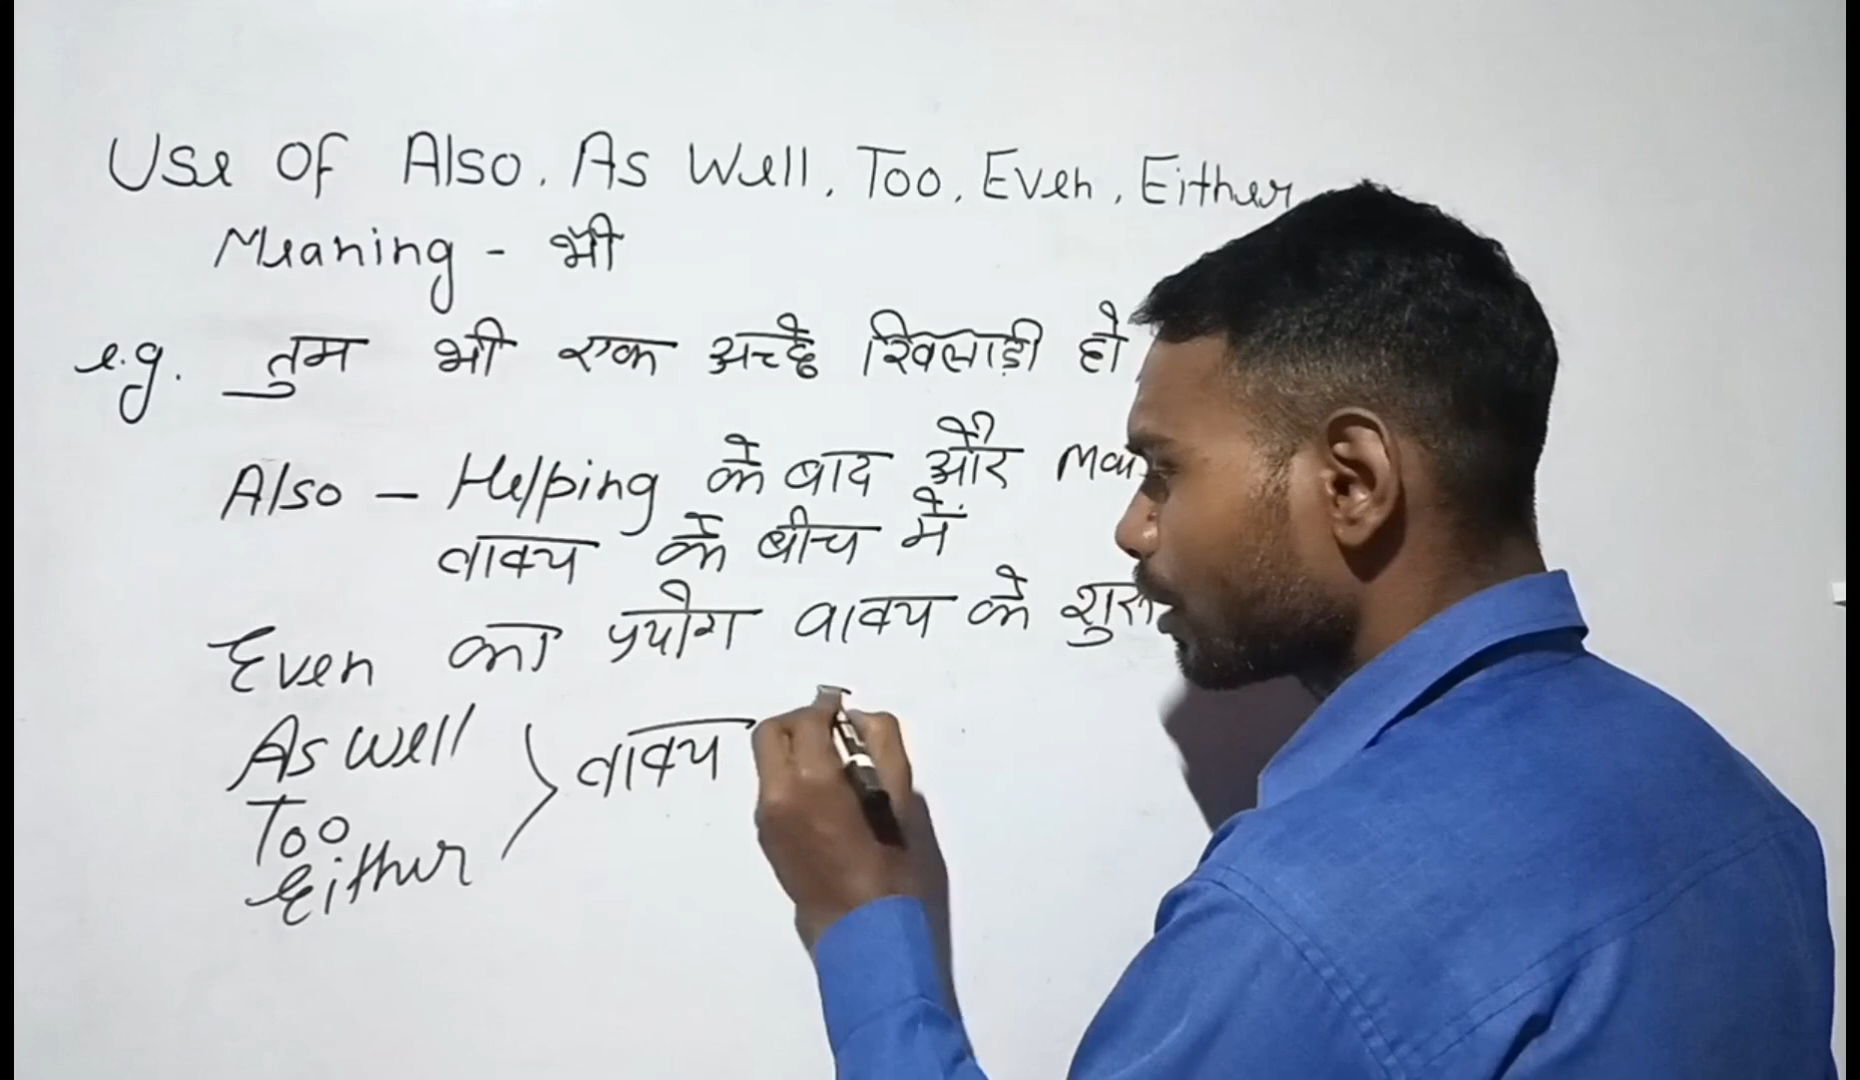 Use Of Also, As Well, Too, Even, Either
Meaning - भी
e.g. तुम भी एक अच्छे खिलाड़ी हो
Also - Helping के बाद और Mai
वाक्य के बीच में
Even का प्रयोग वाक्य के शुरू
As well
Too
Either
वाक्य